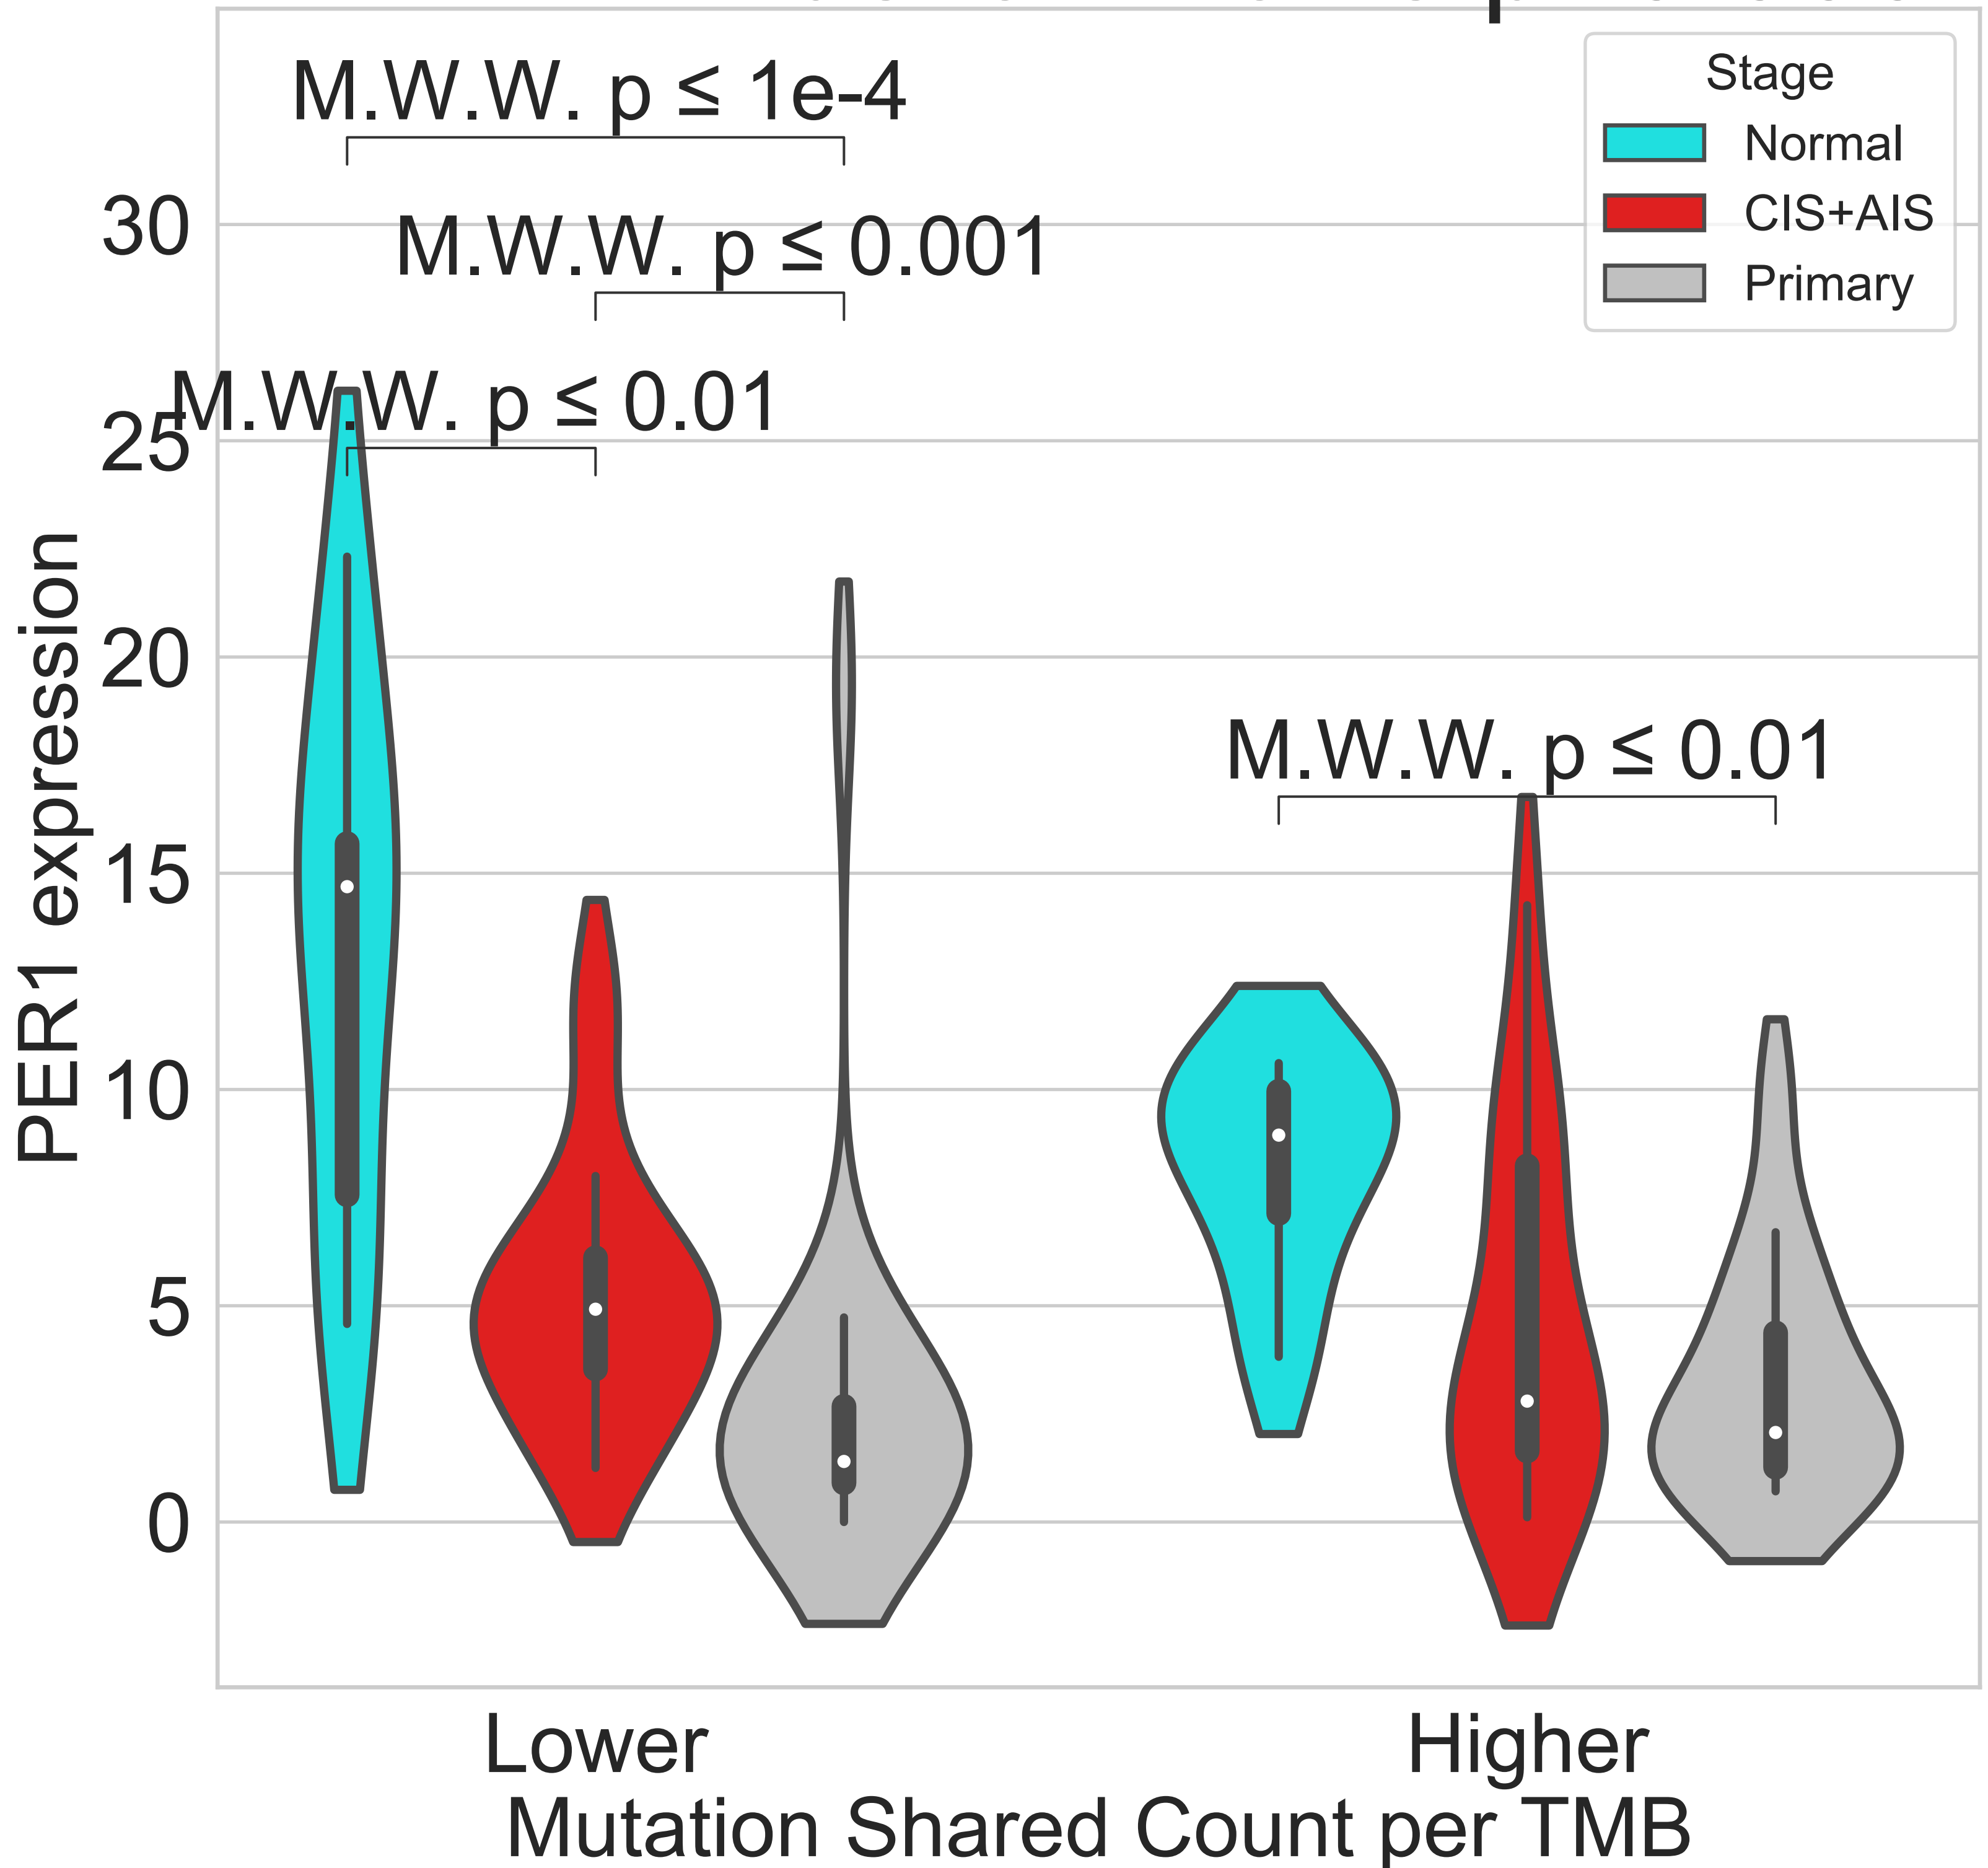 M.W.W. p ≤ 1e-4
Stage
Normal
CIS+AIS
Primary
M.W.W. p ≤ 0.001
M.W.W. p ≤ 0.01
M.W.W. p ≤ 0.01
30
25
20
15
10
5
0
PER1 expression
Lower
Higher
Mutation Shared Count per TMB